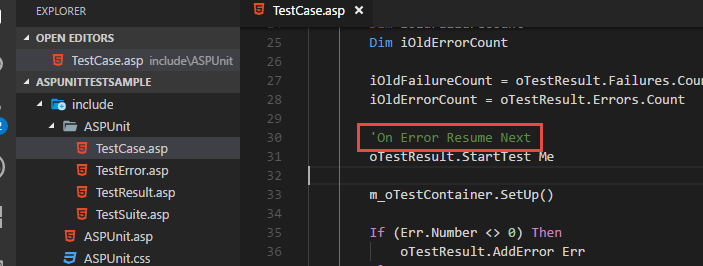 EXPLORER
OPEN EDITORS
TestCase.asp include\ASPUnit
ASPUNITTESTSAMPLE
include
ASPUnit
TestCase.asp
TestError.asp
TestResult.asp
TestSuite.asp
ASPUnit.asp
ASPUnit.css
TestCase.asp
25 Dim iOldErrorCount
26
27 iOldFailureCount = oTestResult.Failures.Cou
28 iOldErrorCount = oTestResult.Errors.Count
29
30 'On Error Resume Next
31 oTestResult.StartTest Me
32
33 m_oTestContainer.SetUp()
34
35 If (Err.Number <> 0) Then
36 oTestResult.AddError Err